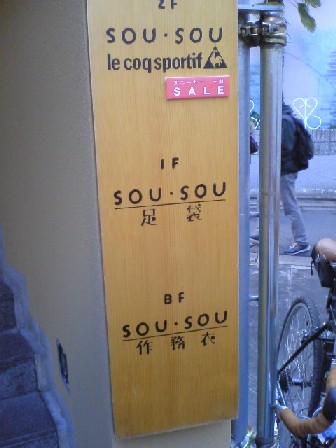 2F
SOU・SOU
le coq sportif
SALE
1F
SOU・SOU
足袋
BF
SOU・SOU
作務衣